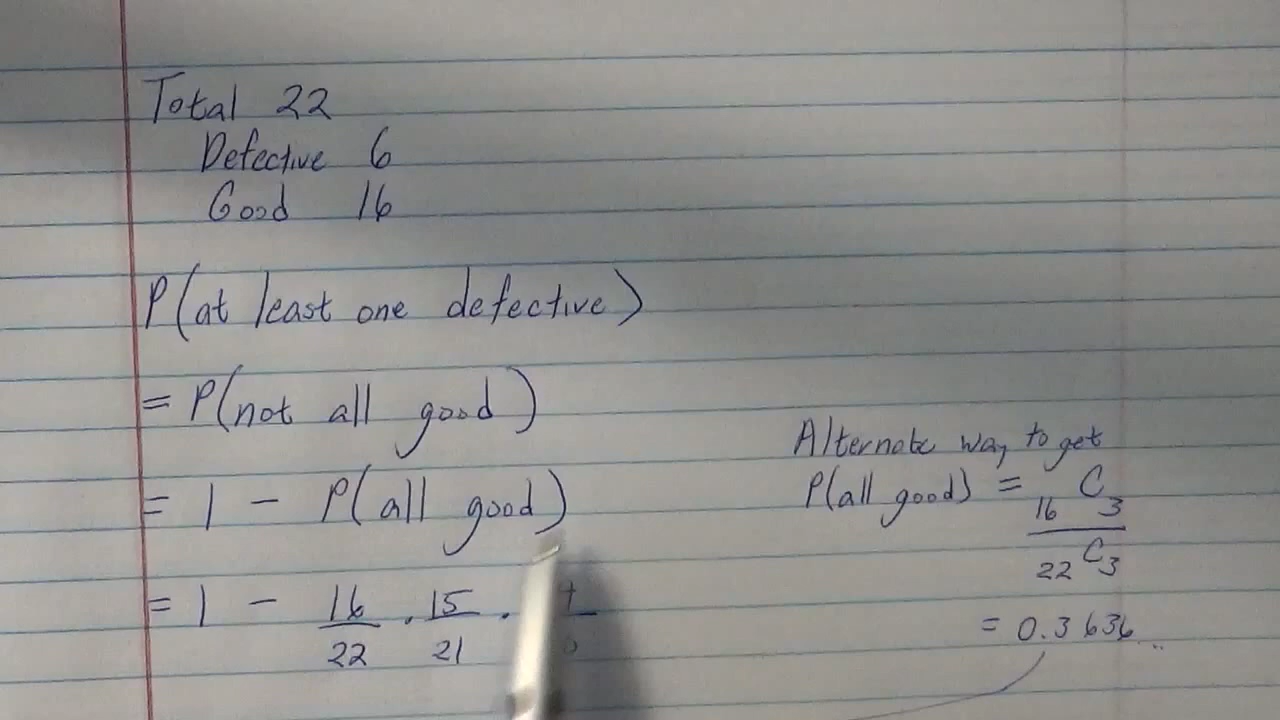 Total 22
Defective 6
Good 16
P(at least one defective)
= P(not all good)
= 1 - P(all good)
= 1 - 16/22 . 15/21 .
Alternate way to get
P(all good) = 16C3
22C3
= 0.3636...